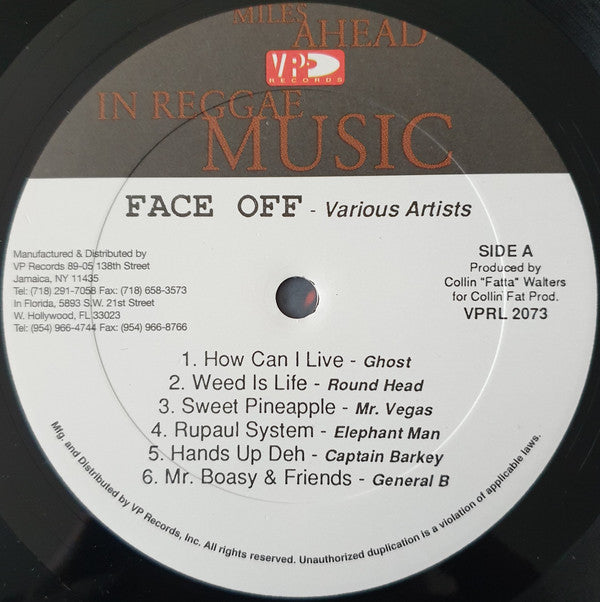 MILES
AHEAD
VP
RECORDS
IN REGGAE
MUSIC
FACE OFF - Various Artists
Manufactured & Distributed by
VP Records 89-05 138th Street
Jamaica, NY 11435
Tel: (718) 291-7058 Fax: (718) 658-3573
In Florida, 5893 S.W. 21st Street
W. Hollywood, FL 33023
Tel: (954) 966-4744 Fax: (954) 966-8766
SIDE A
Produced by
Collin "Fatta" Walters
for Collin Fat Prod.
VPRL 2073
1. How Can I Live - Ghost
2. Weed Is Life - Round Head
3. Sweet Pineapple - Mr. Vegas
4. Rupaul System - Elephant Man
5. Hands Up Deh - Captain Barkey
6. Mr. Boasy & Friends - General B
Mfg. and Distributed by VP Records, Inc. All rights reserved. Unauthorized duplication is a violation of applicable laws.